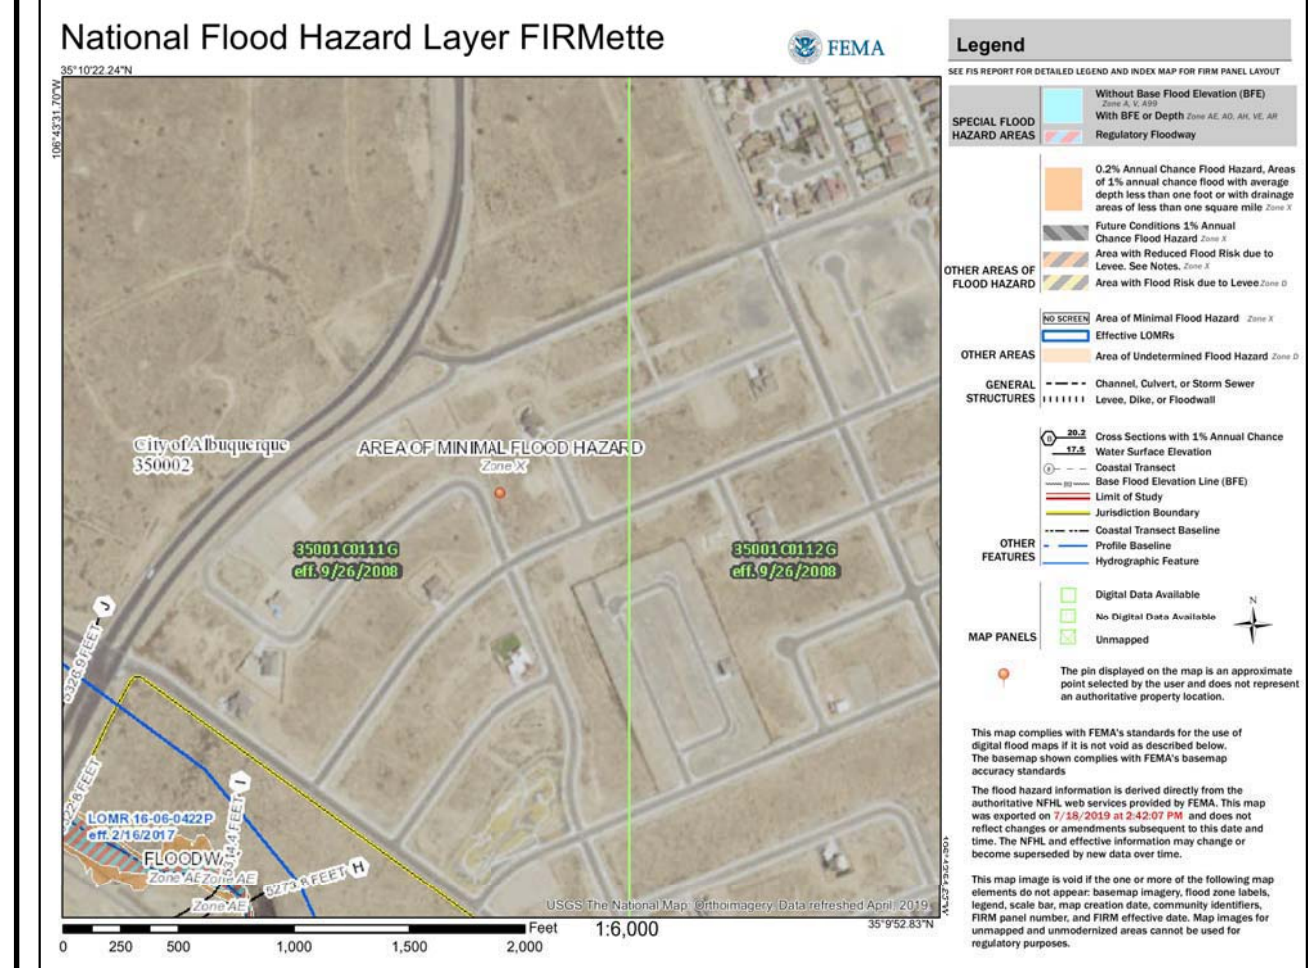 National Flood Hazard Layer FIRMette
FEMA
35°10'22.24"N
106°43'31.70"W
City of Albuquerque
350002
AREA OF MINIMAL FLOOD HAZARD
Zone X
35001C0111G
eff. 9/26/2008
35001C0112G
eff. 9/26/2008
J
5326.9 FEET
22.8 FEET
I
5314.4 FEET
LOMR 16-06-0422P
eff. 2/16/2017
FLOODWA
Zone AE Zone AE
Zone AE
5273.8 FEET
H
USGS The National Map: Orthoimagery. Data refreshed April, 2019.
35°9'52.83"N
0 250 500 1,000 1,500 2,000
Feet
1:6,000
Legend
SEE FIS REPORT FOR DETAILED LEGEND AND INDEX MAP FOR FIRM PANEL LAYOUT
SPECIAL FLOOD
HAZARD AREAS
Without Base Flood Elevation (BFE)
Zone A, V, A99
With BFE or Depth Zone AE, AO, AH, VE, AR
Regulatory Floodway
OTHER AREAS OF
FLOOD HAZARD
0.2% Annual Chance Flood Hazard, Areas
of 1% annual chance flood with average
depth less than one foot or with drainage
areas of less than one square mile Zone X
Future Conditions 1% Annual
Chance Flood Hazard Zone X
Area with Reduced Flood Risk due to
Levee. See Notes. Zone X
Area with Flood Risk due to Levee Zone D
OTHER AREAS
NO SCREEN Area of Minimal Flood Hazard Zone X
Effective LOMRs
Area of Undetermined Flood Hazard Zone D
GENERAL
STRUCTURES
Channel, Culvert, or Storm Sewer
Levee, Dike, or Floodwall
OTHER
FEATURES
B 20.2 Cross Sections with 1% Annual Chance
17.5 Water Surface Elevation
8 Coastal Transect
513 Base Flood Elevation Line (BFE)
Limit of Study
Jurisdiction Boundary
Coastal Transect Baseline
Profile Baseline
Hydrographic Feature
MAP PANELS
Digital Data Available
No Digital Data Available
Unmapped
N
The pin displayed on the map is an approximate
point selected by the user and does not represent
an authoritative property location.
This map complies with FEMA's standards for the use of
digital flood maps if it is not void as described below.
The basemap shown complies with FEMA's basemap
accuracy standards
The flood hazard information is derived directly from the
authoritative NFHL web services provided by FEMA. This map
was exported on 7/18/2019 at 2:42:07 PM and does not
reflect changes or amendments subsequent to this date and
time. The NFHL and effective information may change or
become superseded by new data over time.
This map image is void if the one or more of the following map
elements do not appear: basemap imagery, flood zone labels,
legend, scale bar, map creation date, community identifiers,
FIRM panel number, and FIRM effective date. Map images for
unmapped and unmodernized areas cannot be used for
regulatory purposes.